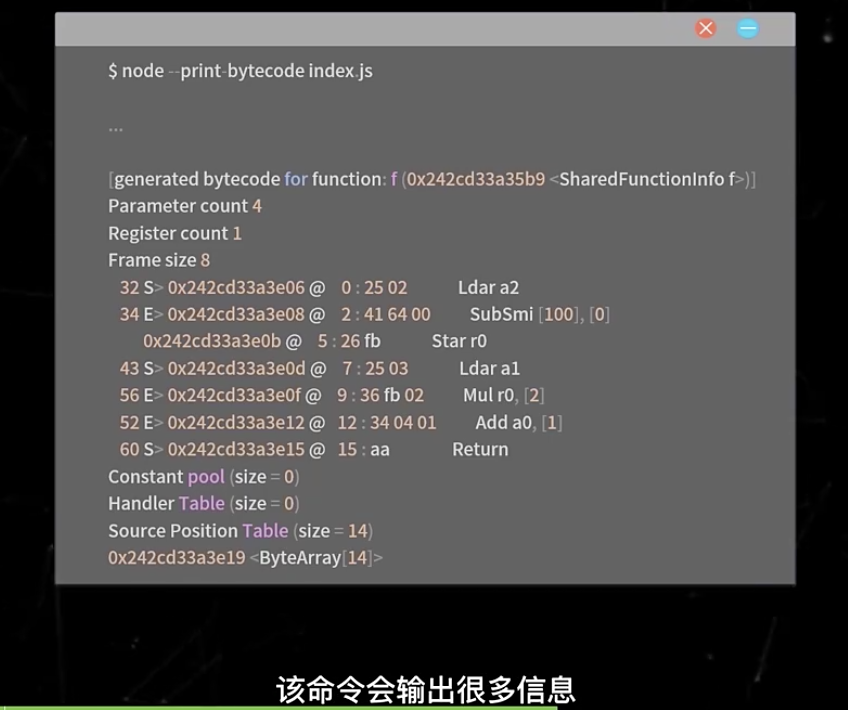 $ node --print-bytecode index.js
...
[generated bytecode for function: f (0x242cd33a35b9 <SharedFunctionInfo f>)]
Parameter count 4
Register count 1
Frame size 8
32 S> 0x242cd33a3e06 @ 0 : 25 02 Ldar a2
34 E> 0x242cd33a3e08 @ 2 : 41 64 00 SubSmi [100], [0]
0x242cd33a3e0b @ 5 : 26 fb Star r0
43 S> 0x242cd33a3e0d @ 7 : 25 03 Ldar a1
56 E> 0x242cd33a3e0f @ 9 : 36 fb 02 Mul r0, [2]
52 E> 0x242cd33a3e12 @ 12 : 34 04 01 Add a0, [1]
60 S> 0x242cd33a3e15 @ 15 : aa Return
Constant pool (size = 0)
Handler Table (size = 0)
Source Position Table (size = 14)
0x242cd33a3e19 <ByteArray[14]>
该命令会输出很多信息